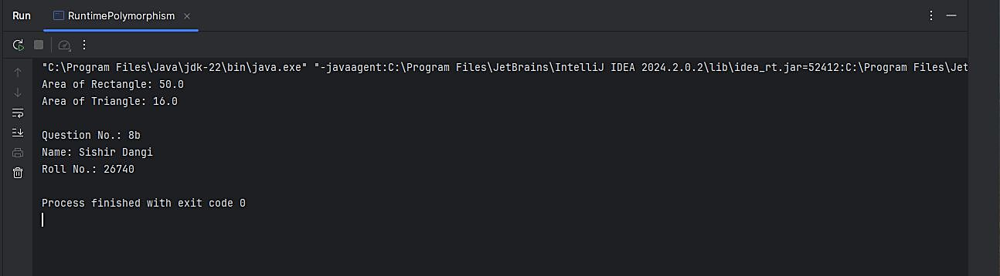 Run RuntimePolymorphism
"C:\Program Files\Java\jdk-22\bin\java.exe" "-javaagent:C:\Program Files\JetBrains\IntelliJ IDEA 2024.2.0.2\lib\idea_rt.jar=52412:C:\Program Files\Jet
Area of Rectangle: 50.0
Area of Triangle: 16.0
Question No.: 8b
Name: Sishir Dangi
Roll No.: 26740
Process finished with exit code 0